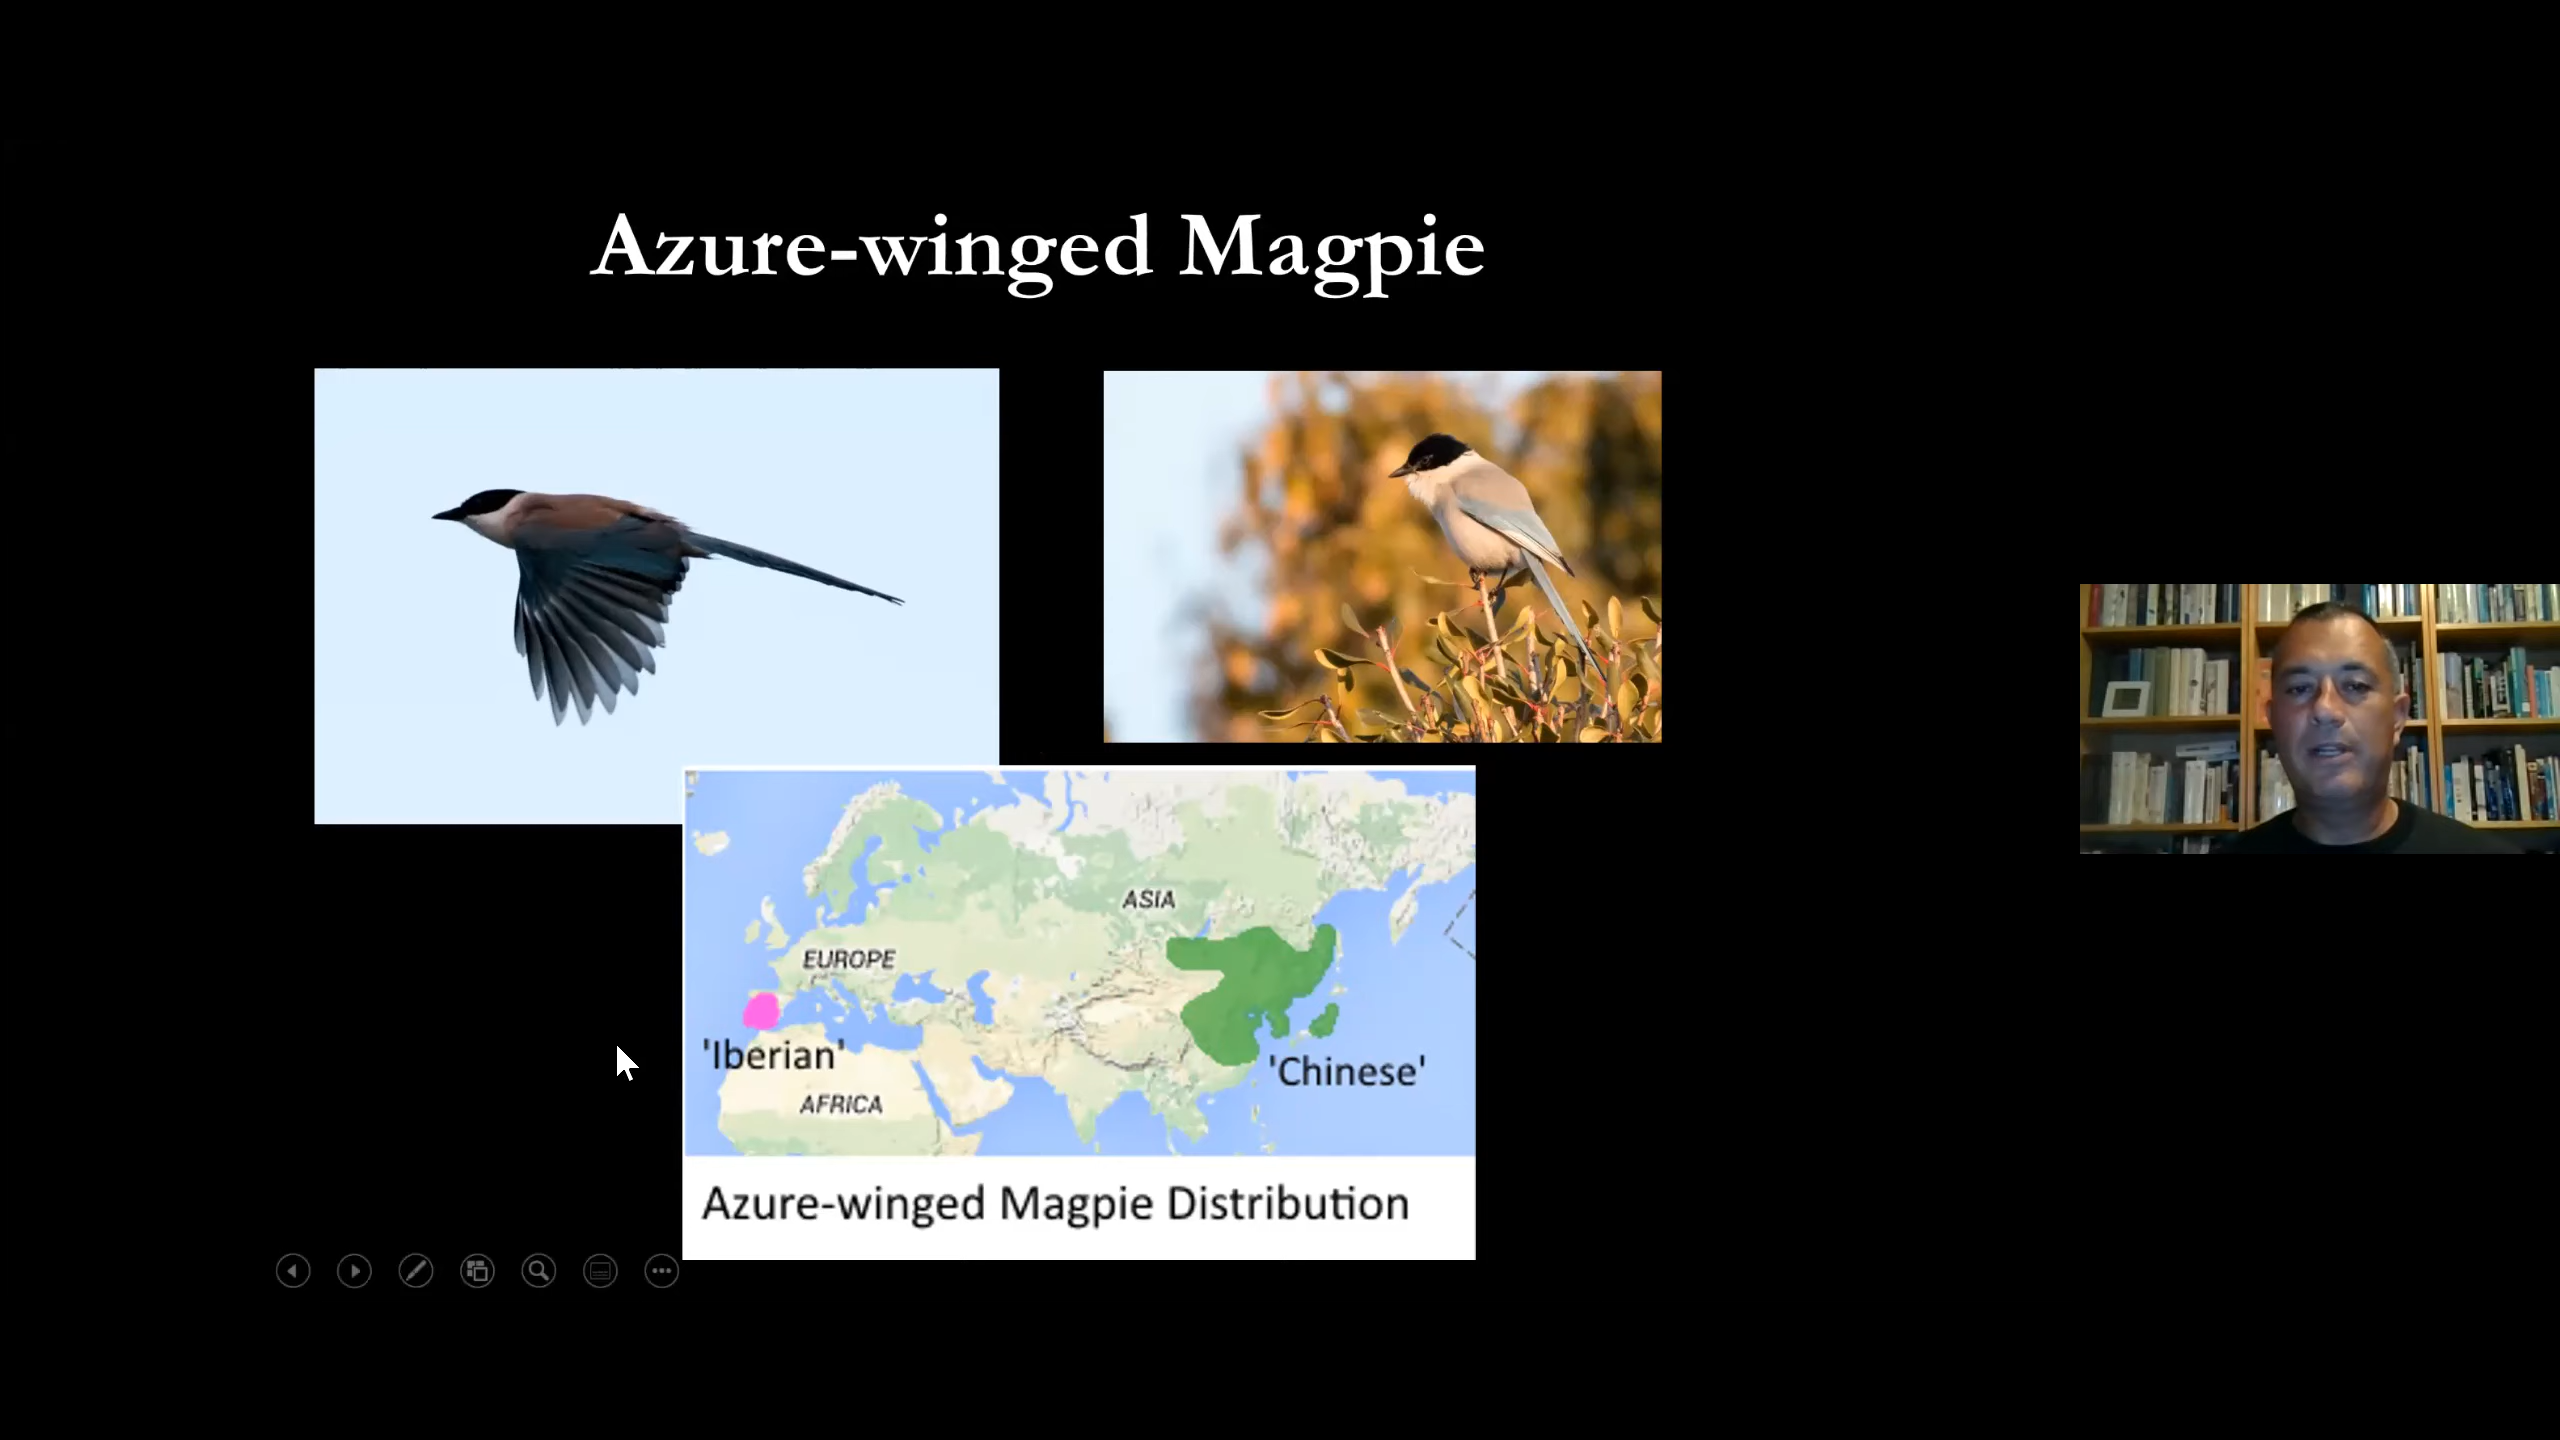 Azure-winged Magpie
ASIA
EUROPE
'Iberian'
'Chinese'
AFRICA
Azure-winged Magpie Distribution